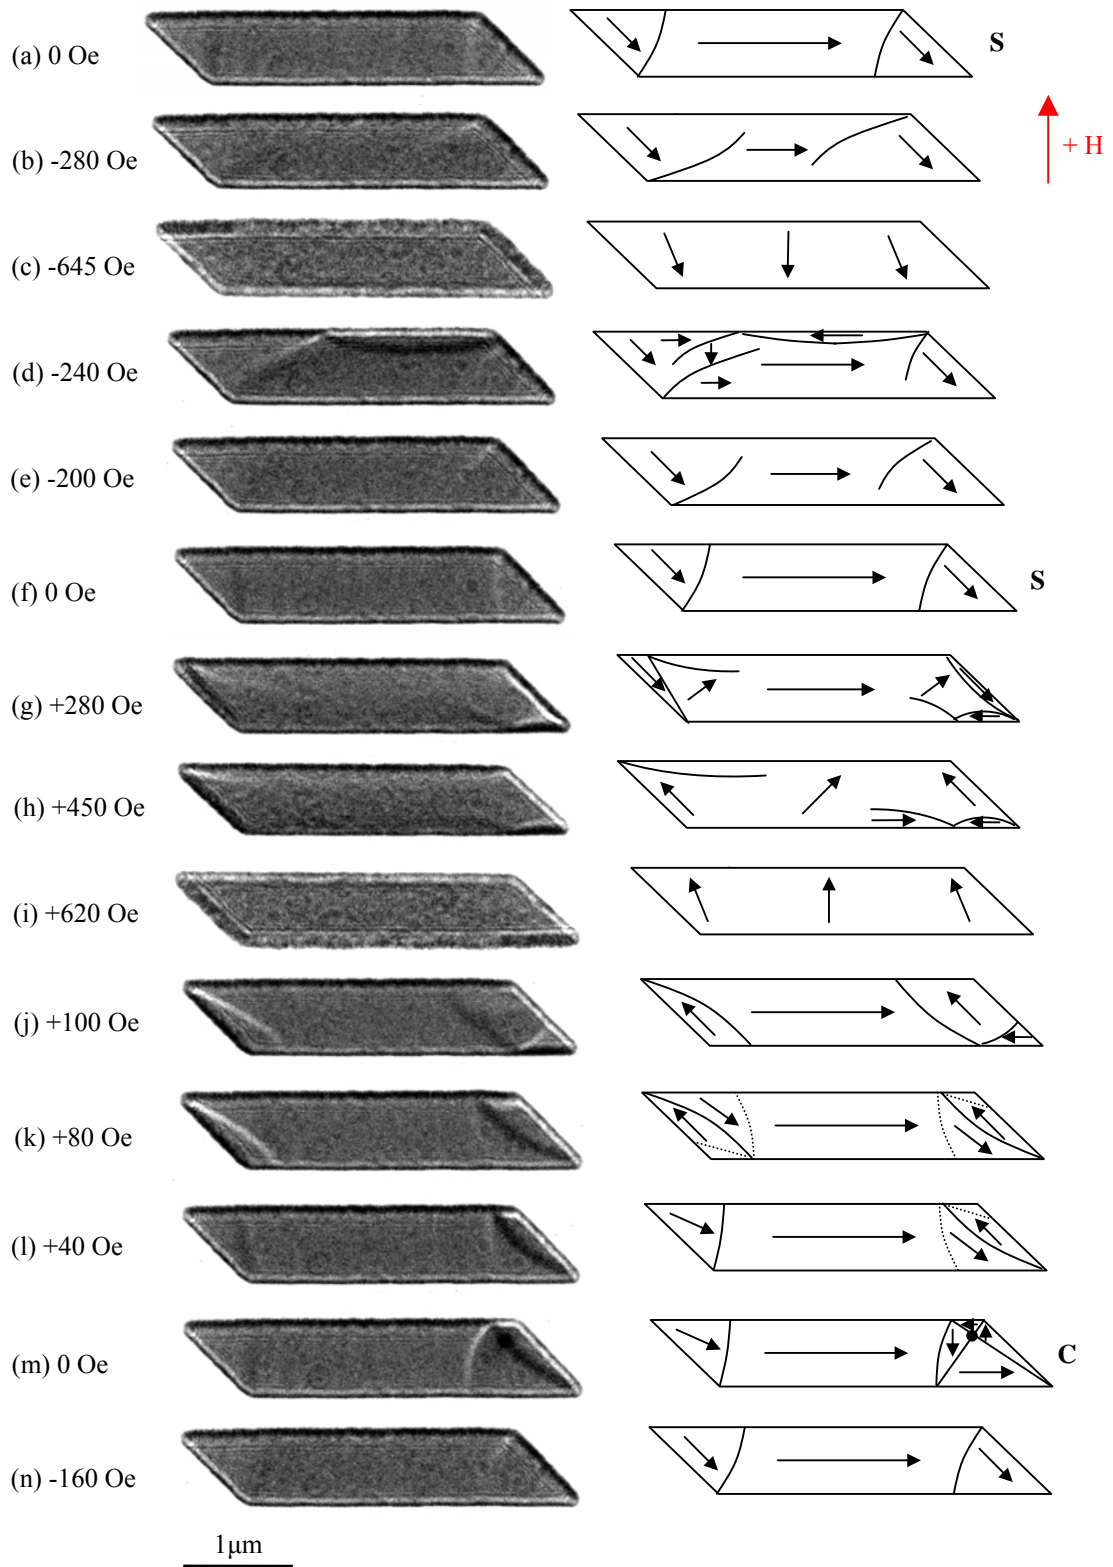 (a) 0 Oe
S
+ H
(b) -280 Oe
(c) -645 Oe
(d) -240 Oe
(e) -200 Oe
(f) 0 Oe
S
(g) +280 Oe
(h) +450 Oe
(i) +620 Oe
(j) +100 Oe
(k) +80 Oe
(l) +40 Oe
(m) 0 Oe
C
(n) -160 Oe
1μm